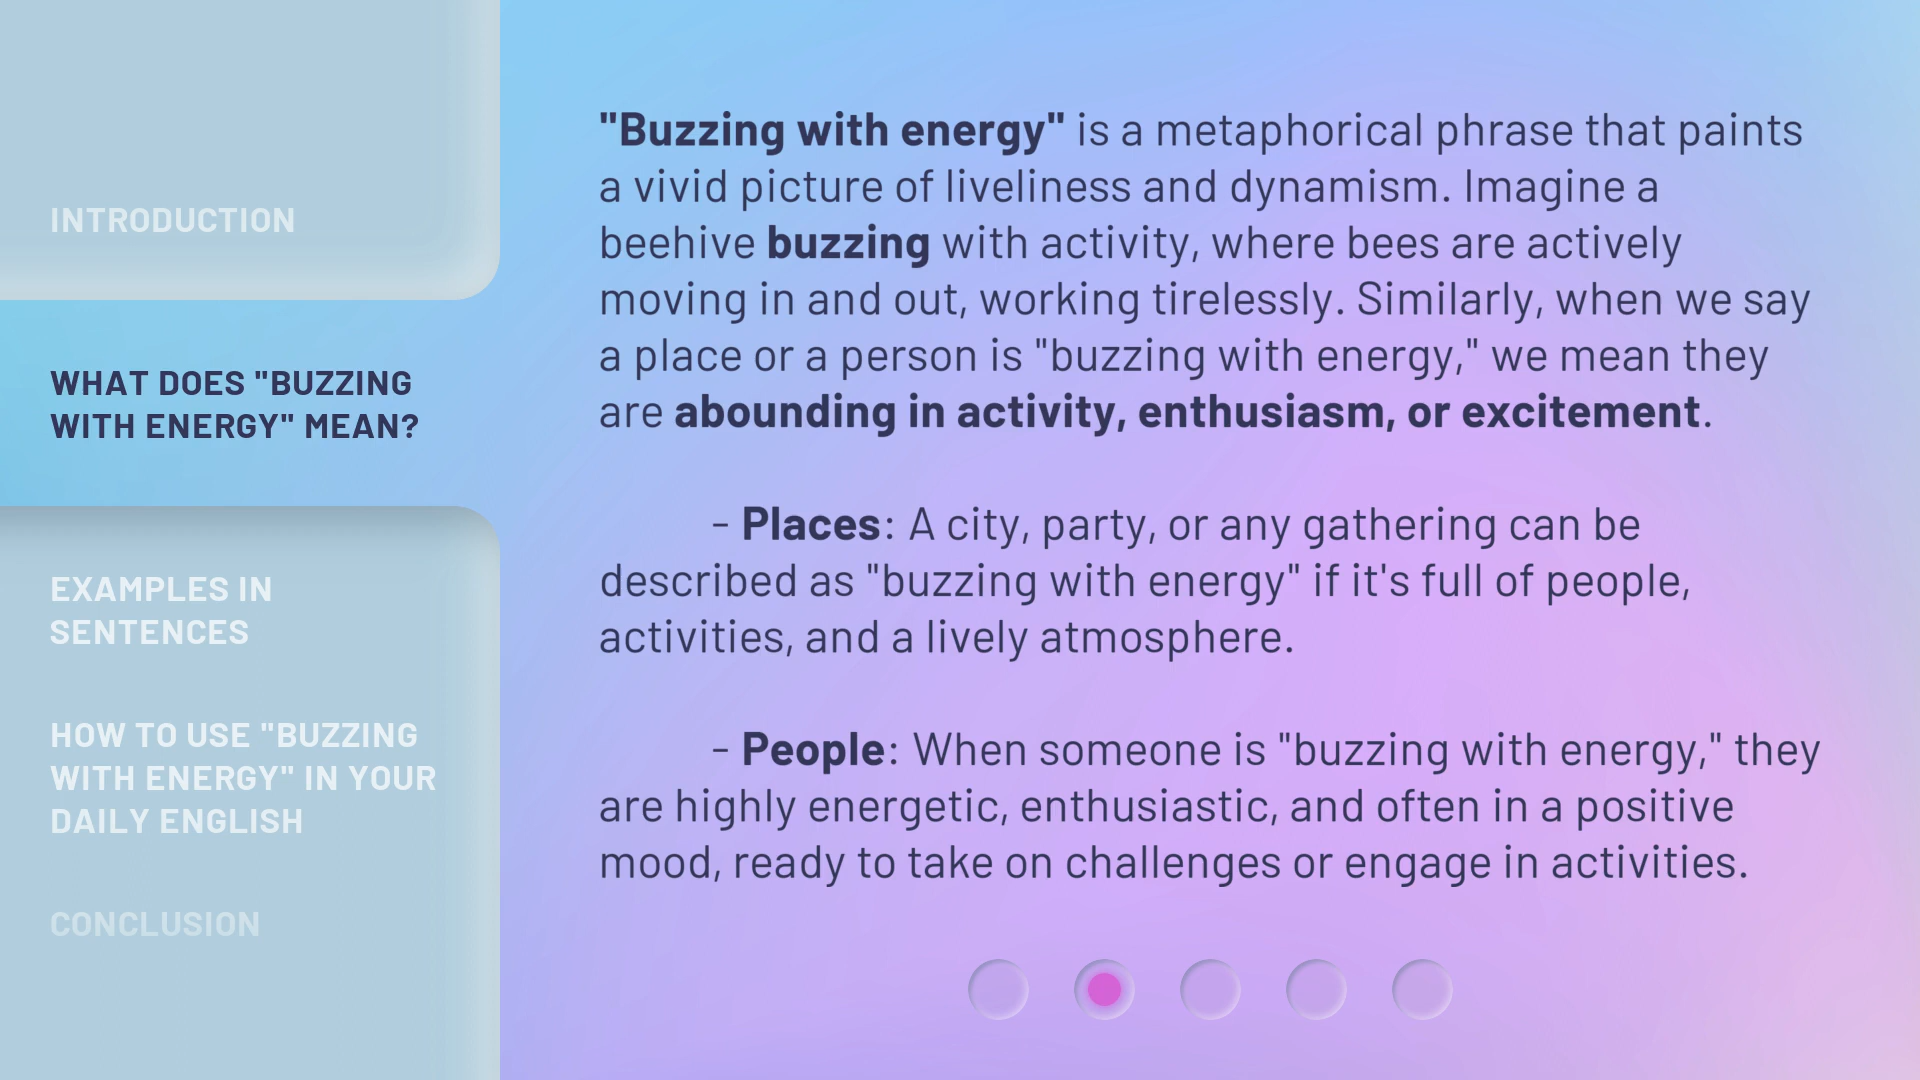 INTRODUCTION
WHAT DOES "BUZZING
WITH ENERGY" MEAN?
EXAMPLES IN
SENTENCES
HOW TO USE "BUZZING
WITH ENERGY" IN YOUR
DAILY ENGLISH
CONCLUSION
"Buzzing with energy" is a metaphorical phrase that paints
a vivid picture of liveliness and dynamism. Imagine a
beehive buzzing with activity, where bees are actively
moving in and out, working tirelessly. Similarly, when we say
a place or a person is "buzzing with energy," we mean they
are abounding in activity, enthusiasm, or excitement.
- Places: A city, party, or any gathering can be
described as "buzzing with energy" if it's full of people,
activities, and a lively atmosphere.
- People: When someone is "buzzing with energy," they
are highly energetic, enthusiastic, and often in a positive
mood, ready to take on challenges or engage in activities.